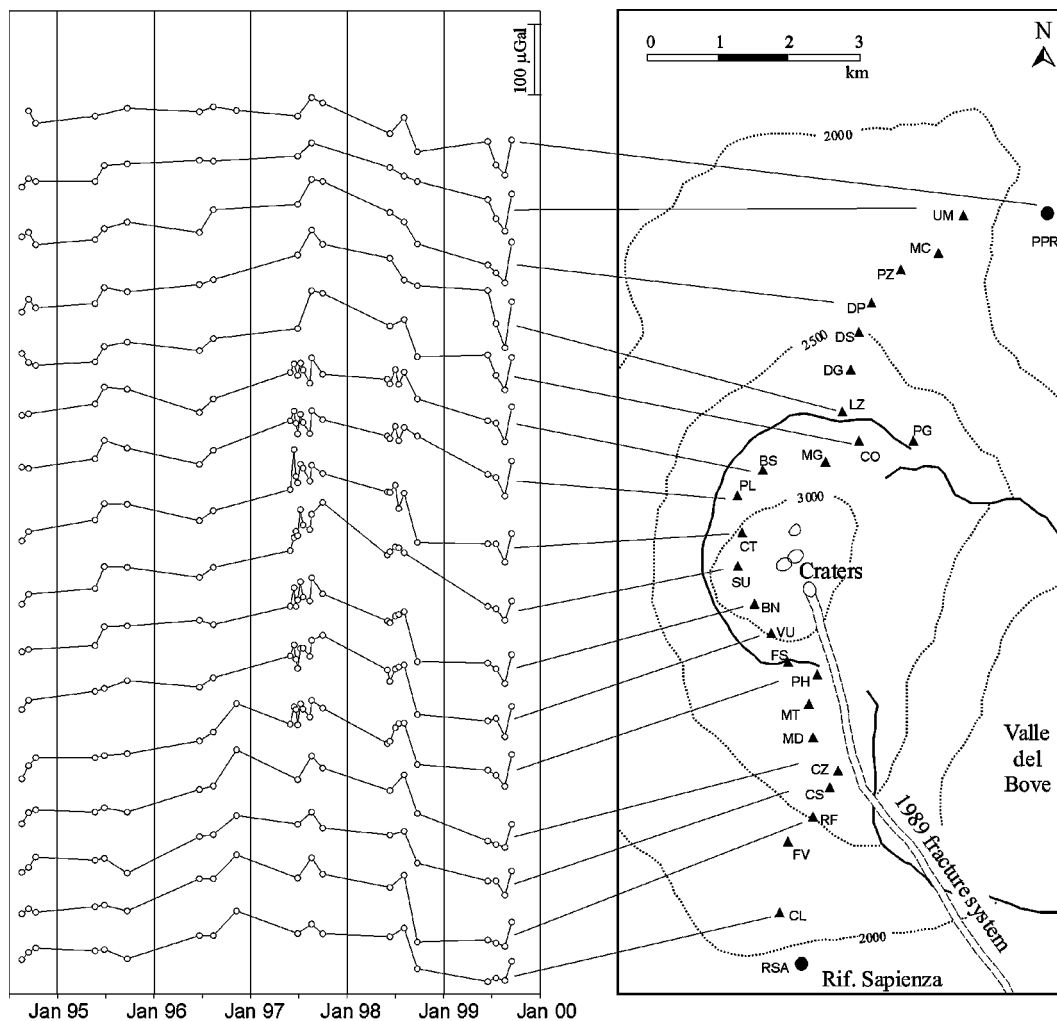 100 µGal
Jan 95 Jan 96 Jan 97 Jan 98 Jan 99 Jan 00
0 1 2 3
km
N
2000
UM
PPR
MC
PZ
DP
2500
DS
DG
LZ
PG
CO
MG
BS
PL
3000
CT
Craters
SU
BN
VU
FS
PH
MT
MD
Valle
del
Bove
CZ
CS
RF
1989 fracture system
FV
CL
2000
RSA
Rif. Sapienza